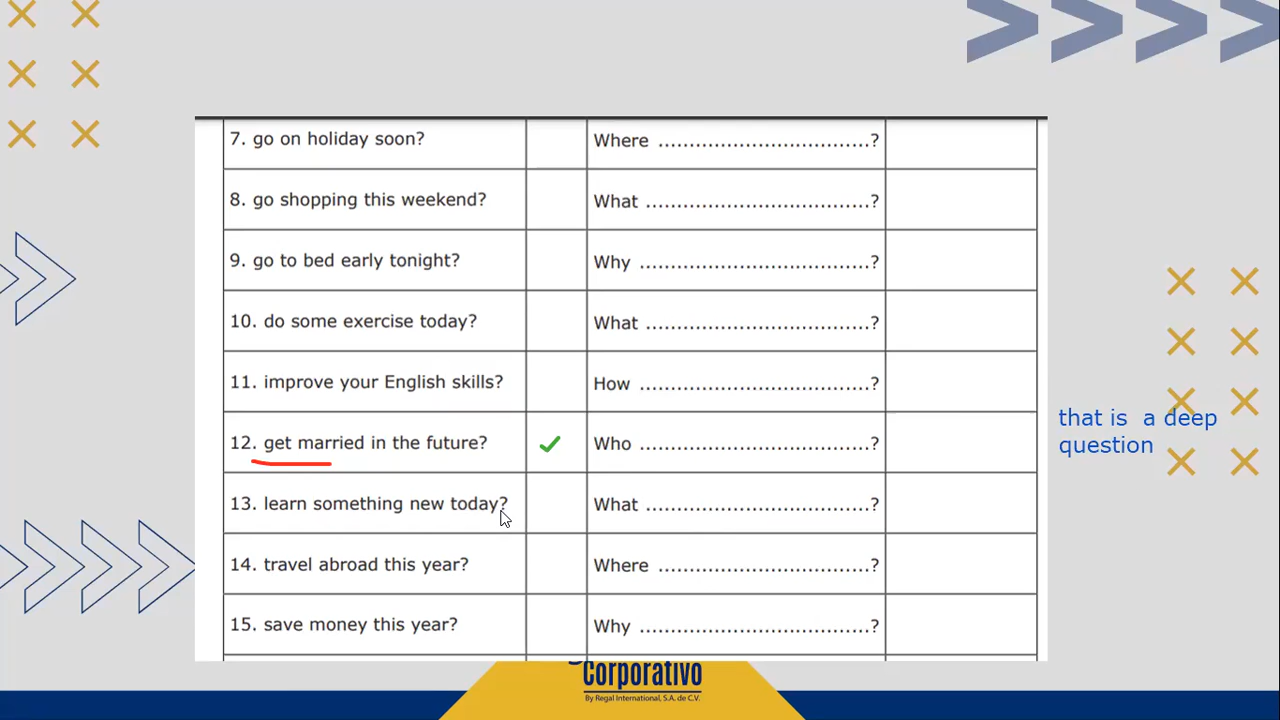 7. go on holiday soon? Where ..................................?
8. go shopping this weekend? What ....................................?
9. go to bed early tonight? Why .....................................?
10. do some exercise today? What ....................................?
11. improve your English skills? How .....................................?
12. get married in the future? Who .....................................?
that is a deep
question
13. learn something new today? What ....................................?
14. travel abroad this year? Where ..................................?
15. save money this year? Why .....................................?
Corporativo
By Regal International, S.A. de C.V.